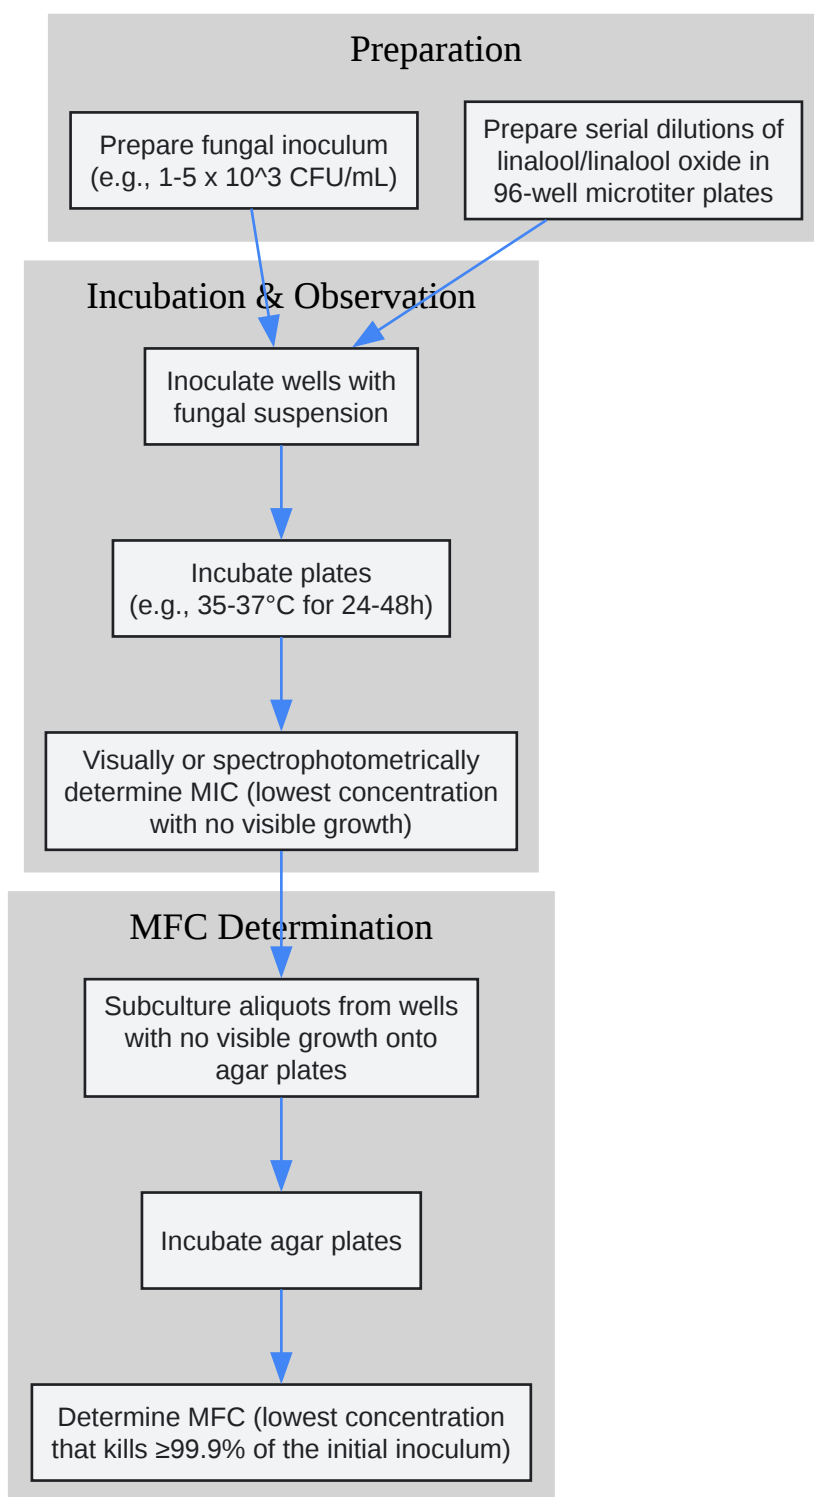 Preparation
Prepare fungal inoculum
(e.g., 1-5 x 10^3 CFU/mL)
Prepare serial dilutions of
linalool/linalool oxide in
96-well microtiter plates
Incubation & Observation
Inoculate wells with
fungal suspension
Incubate plates
(e.g., 35-37°C for 24-48h)
Visually or spectrophotometrically
determine MIC (lowest concentration
with no visible growth)
MFC Determination
Subculture aliquots from wells
with no visible growth onto
agar plates
Incubate agar plates
Determine MFC (lowest concentration
that kills ≥99.9% of the initial inoculum)